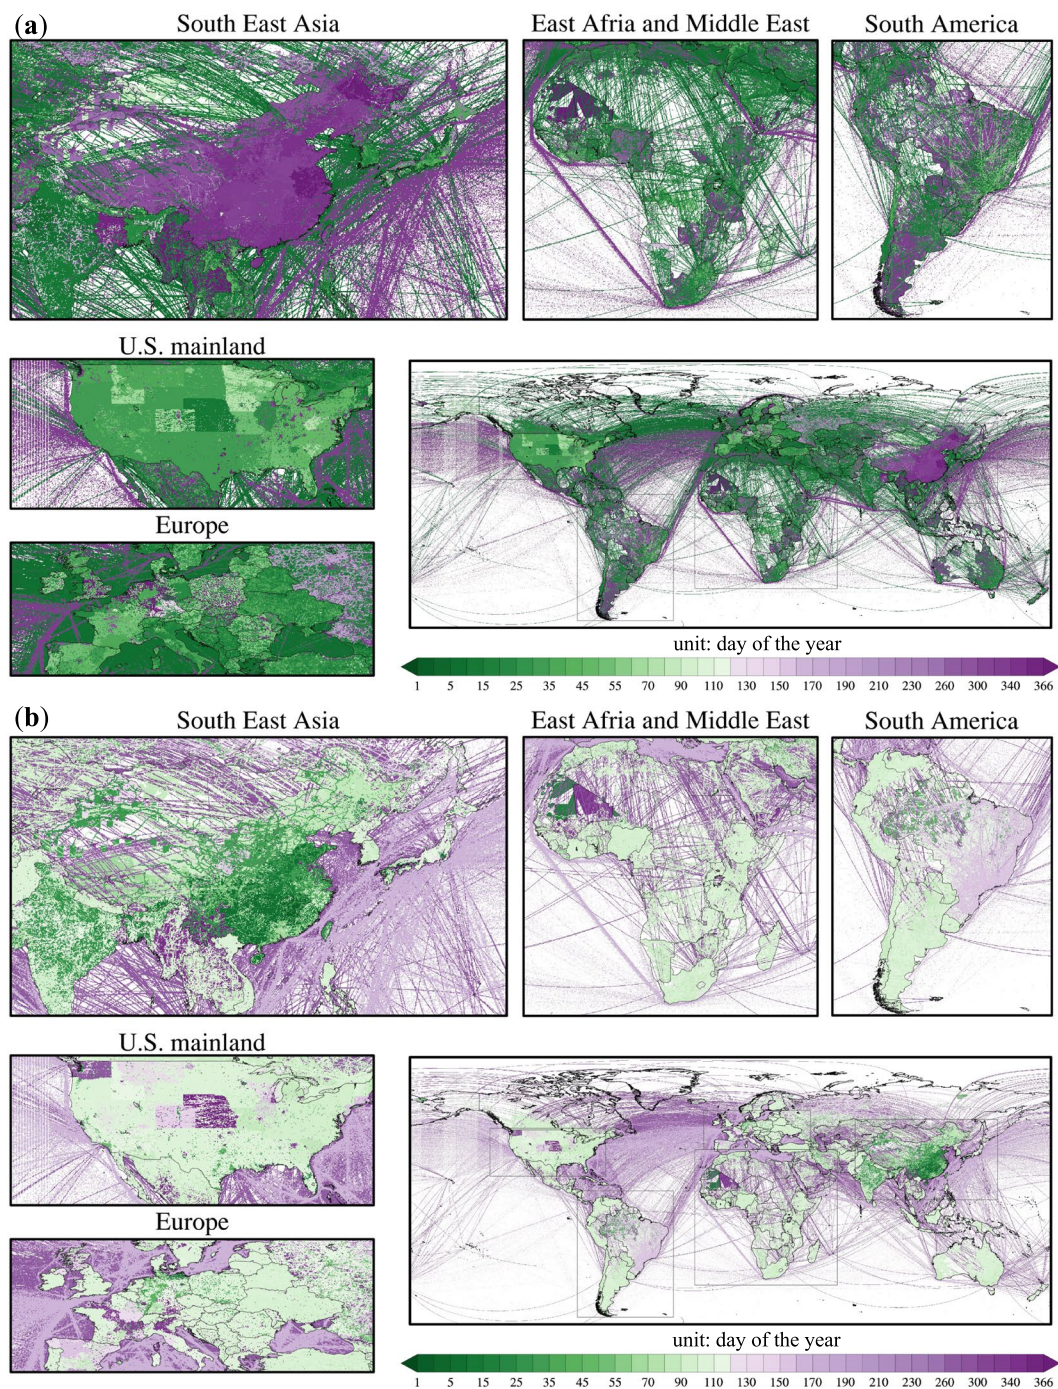 (a)
South East Asia
East Afria and Middle East
South America
U.S. mainland
Europe
unit: day of the year
1 5 15 25 35 45 55 70 90 110 130 150 170 190 210 230 260 300 340 366
(b)
South East Asia
East Afria and Middle East
South America
U.S. mainland
Europe
unit: day of the year
1 5 15 25 35 45 55 70 90 110 130 150 170 190 210 230 260 300 340 366